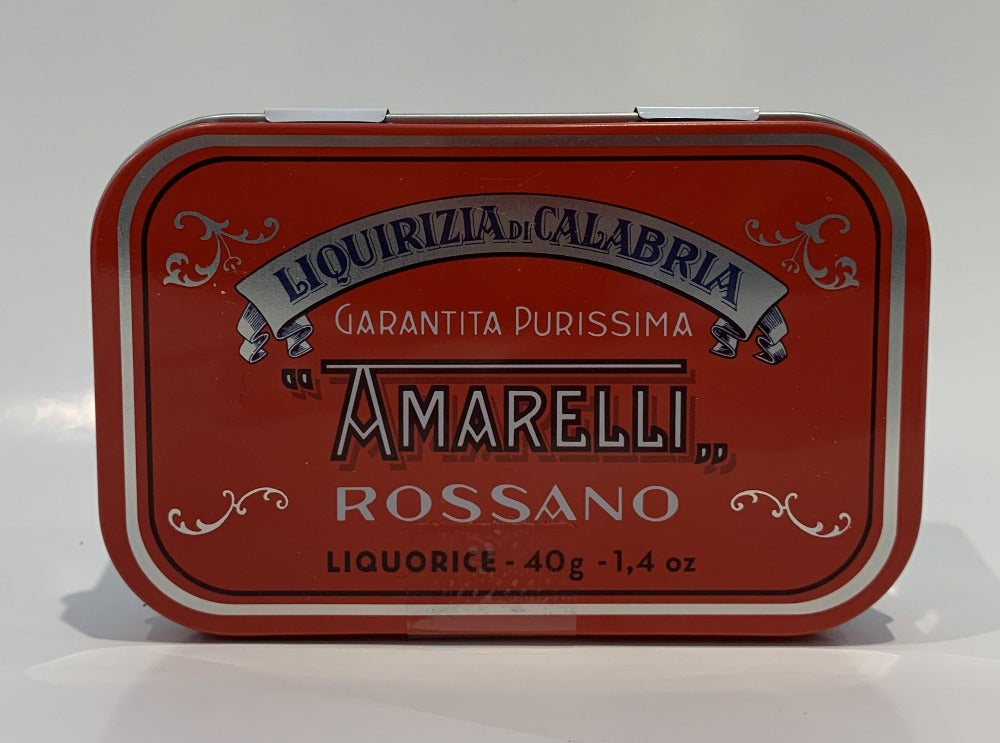 LIQUIRIZIA DI CALABRIA
GARANTITA PURISSIMA
"AMARELLI„
ROSSANO
LIQUORICE - 40g - 1,4 oz